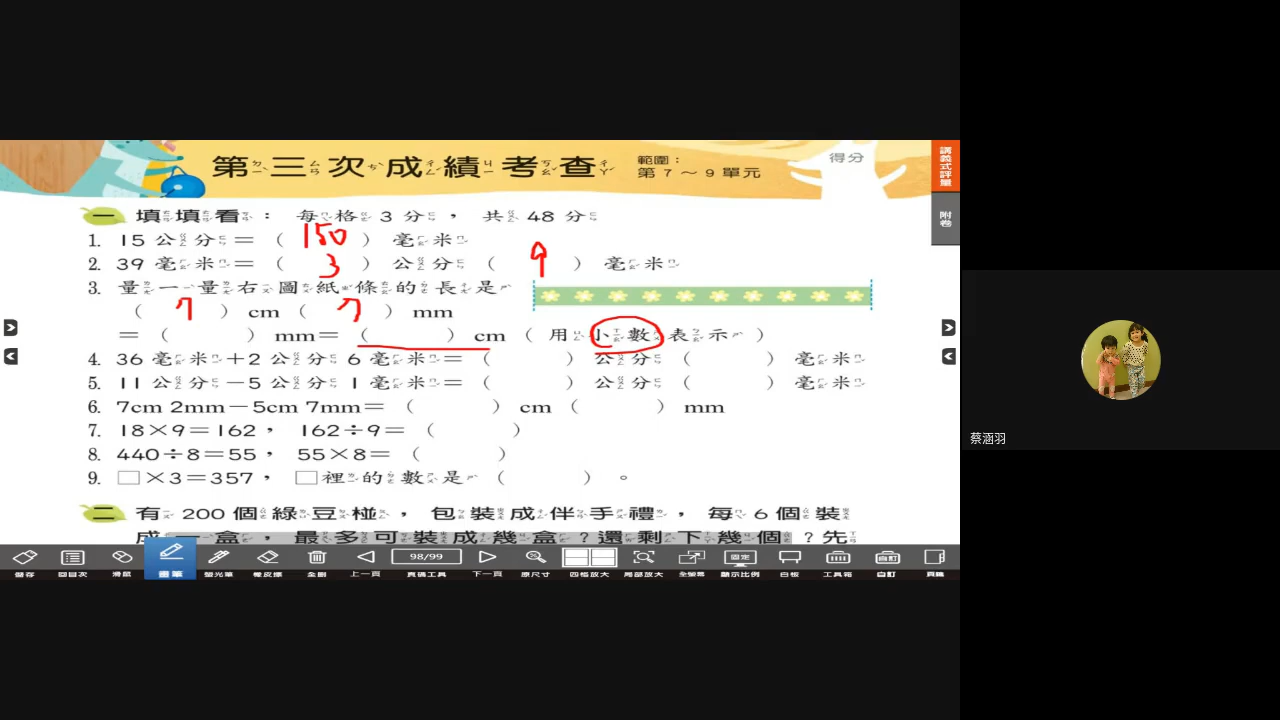 第三次成績考查
範圍：
第7～9單元
得分
講義式評量
附卷
一 填填看：每格3分，共48分
1. 15公分＝（ 150 ）毫米
2. 39毫米＝（ 3 ）公分（ 9 ）毫米
3. 量一量右圖紙條的長是
（ 7 ）cm（ 7 ）mm
＝（ ）mm＝（ ）cm（用小數表示）
4. 36毫米＋2公分6毫米＝（ ）公分（ ）毫米
5. 11公分－5公分1毫米＝（ ）公分（ ）毫米
6. 7cm 2mm－5cm 7mm＝（ ）cm（ ）mm
7. 18×9＝162，162÷9＝（ ）
8. 440÷8＝55，55×8＝（ ）
9. □×3＝357，□裡的數是（ ）。
二 有200個綠豆椪，包裝成伴手禮，每6個裝
成一盒，最多可裝成幾盒？還剩下幾個？先
儲存 回目次 滑鼠 畫筆 螢光筆 橡皮擦 全刪 上一頁 98/99 頁碼工具 下一頁 原尺寸 四格放大 局部放大 全螢幕 固定 顯示比例 白板 工具箱 自訂 頁籤
蔡涵羽